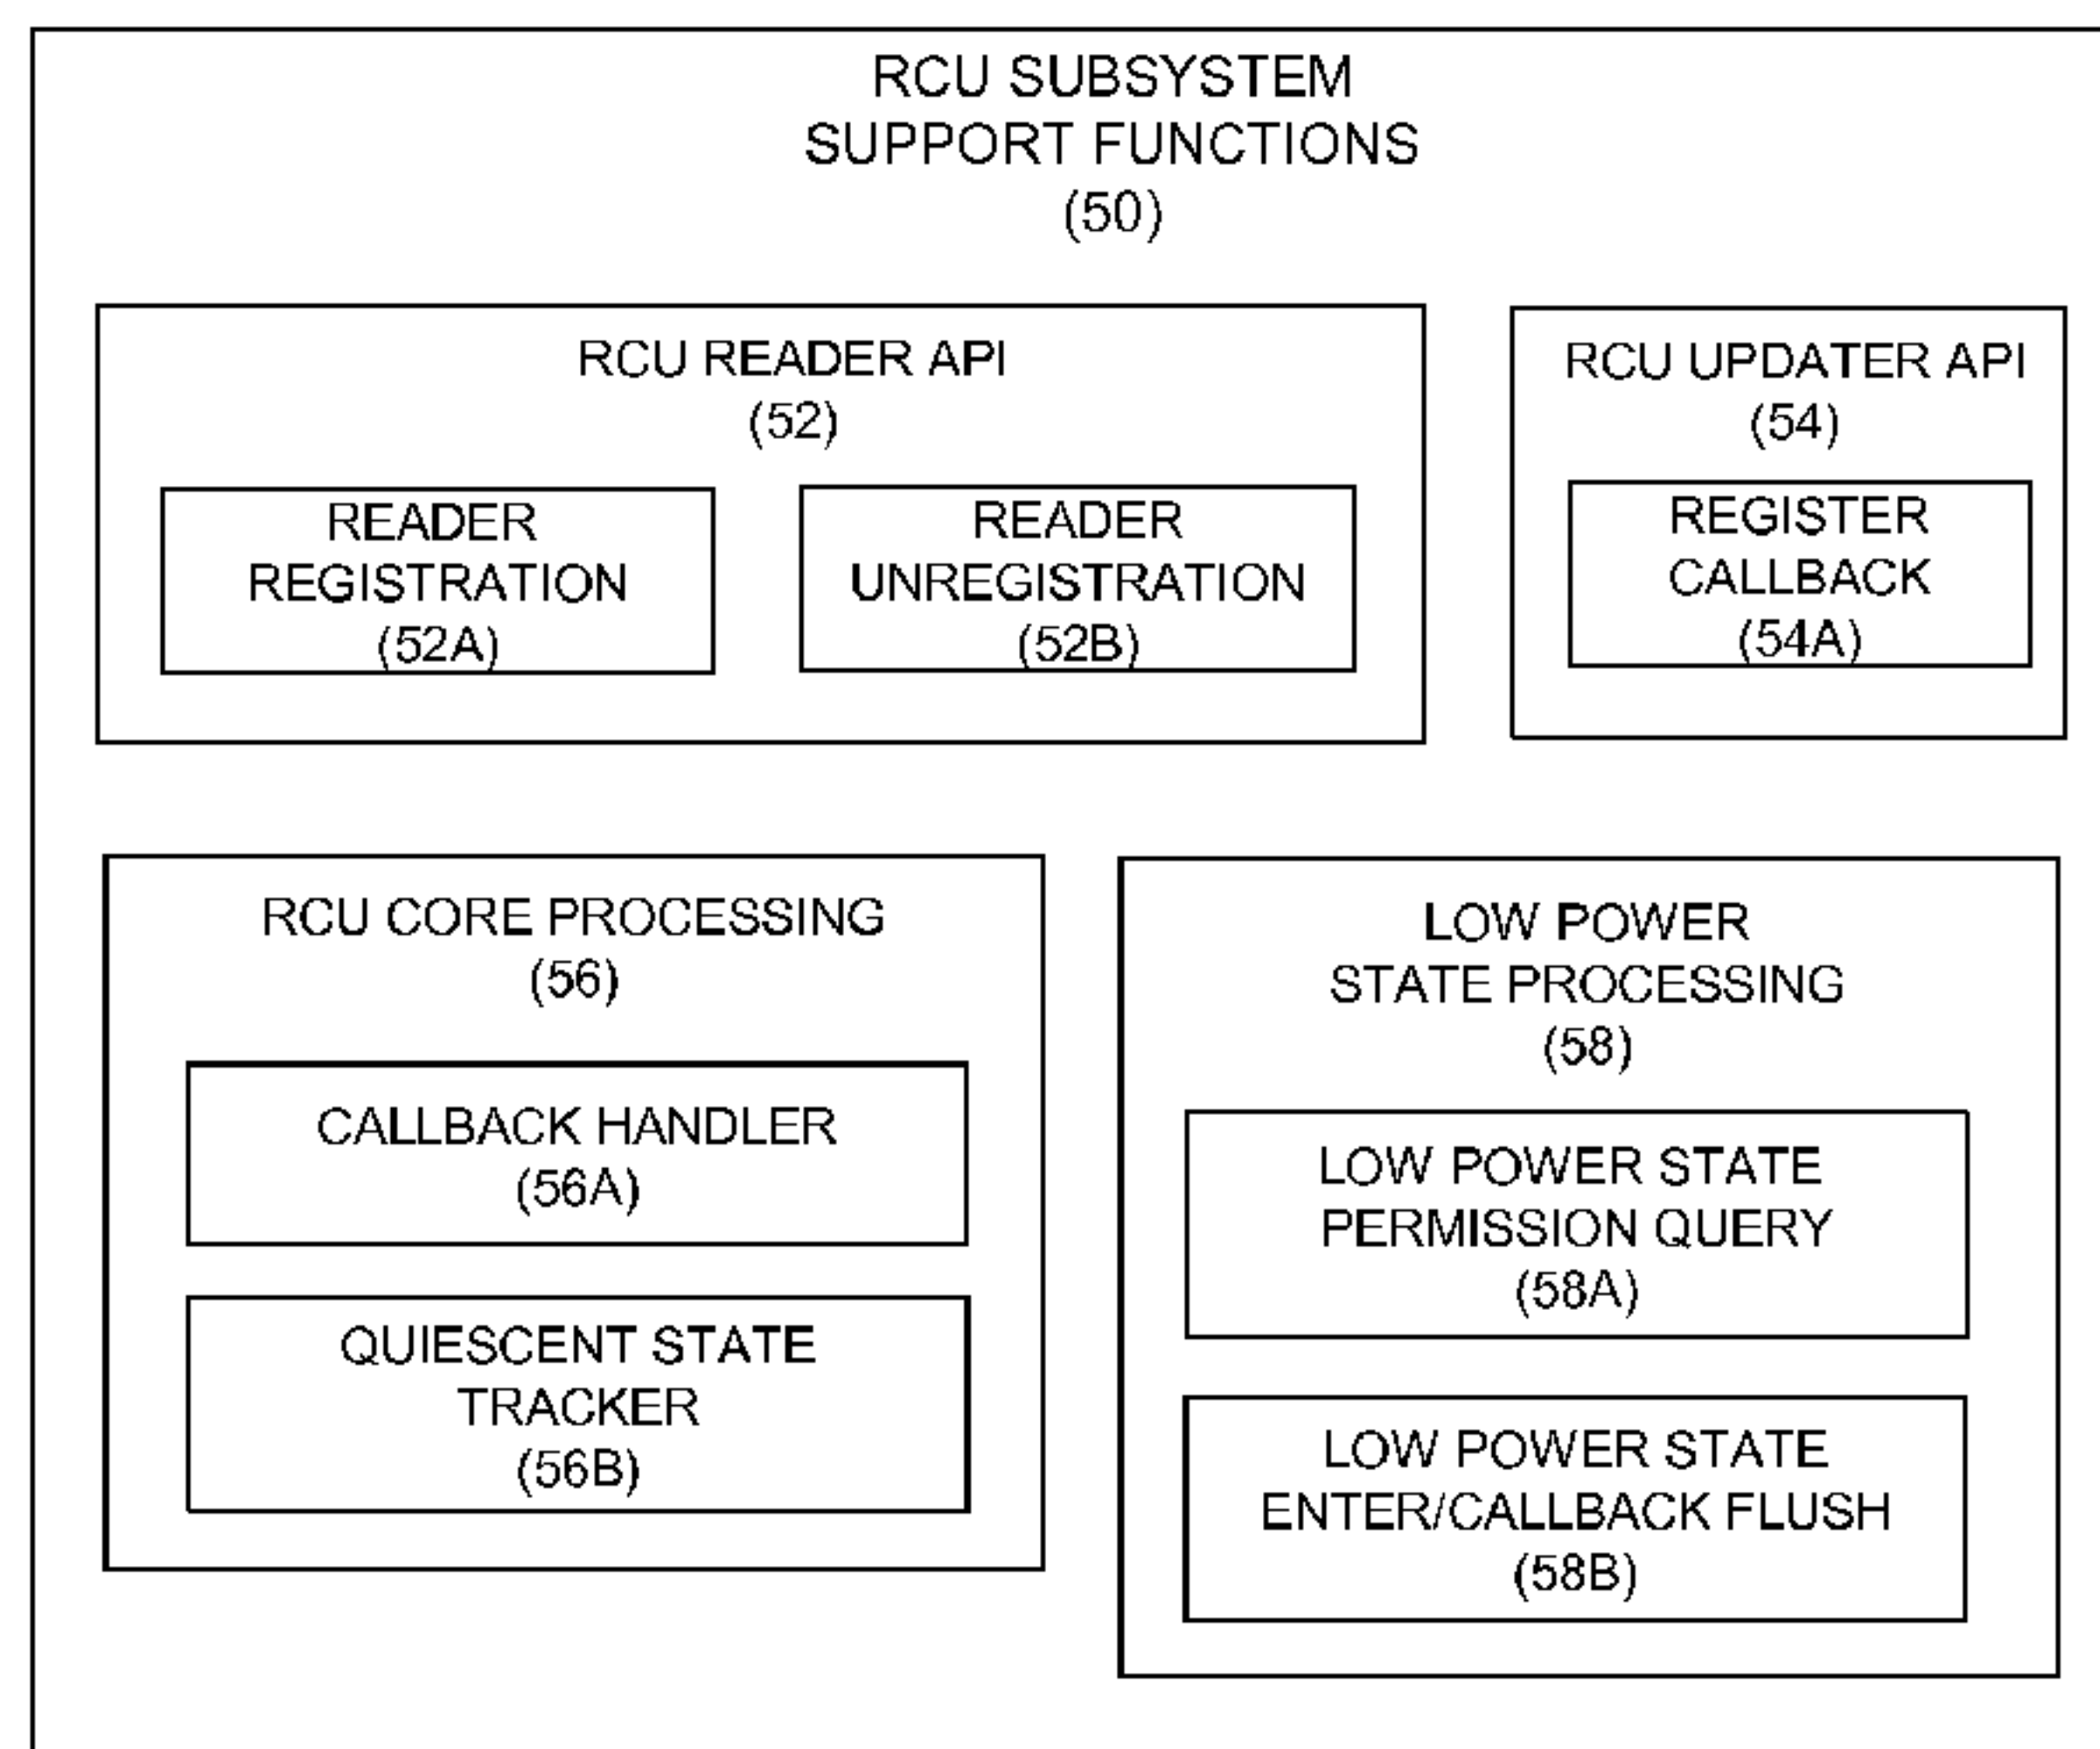 RCU SUBSYSTEM
SUPPORT FUNCTIONS
(50)
RCU READER API
(52)
READER
REGISTRATION
(52A)
READER
UNREGISTRATION
(52B)
RCU UPDATER API
(54)
REGISTER
CALLBACK
(54A)
RCU CORE PROCESSING
(56)
CALLBACK HANDLER
(56A)
QUIESCENT STATE
TRACKER
(56B)
LOW POWER
STATE PROCESSING
(58)
LOW POWER STATE
PERMISSION QUERY
(58A)
LOW POWER STATE
ENTER/CALLBACK FLUSH
(58B)